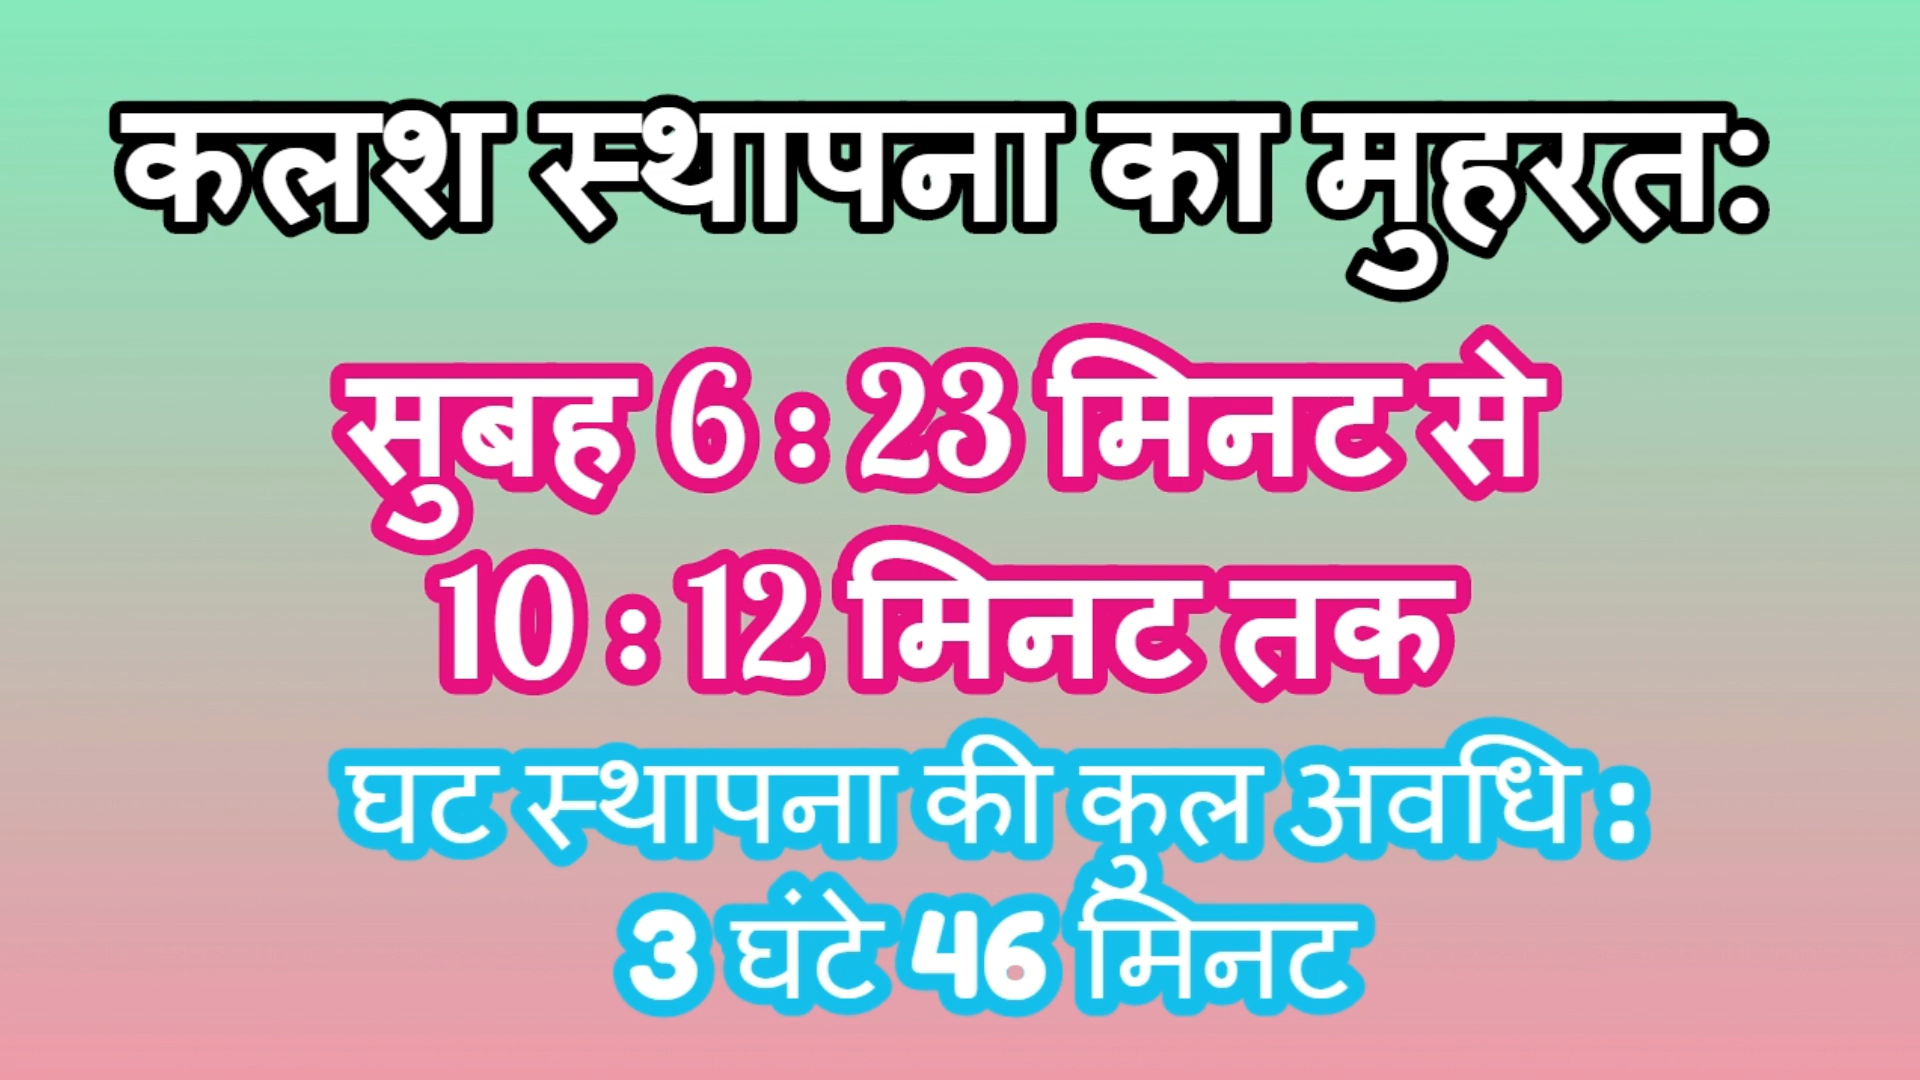 कलश स्थापना का मुहरत:
सुबह 6 : 23 मिनट से
10 : 12 मिनट तक
घट स्थापना की कुल अवधि :
3 घंटे 46 मिनट